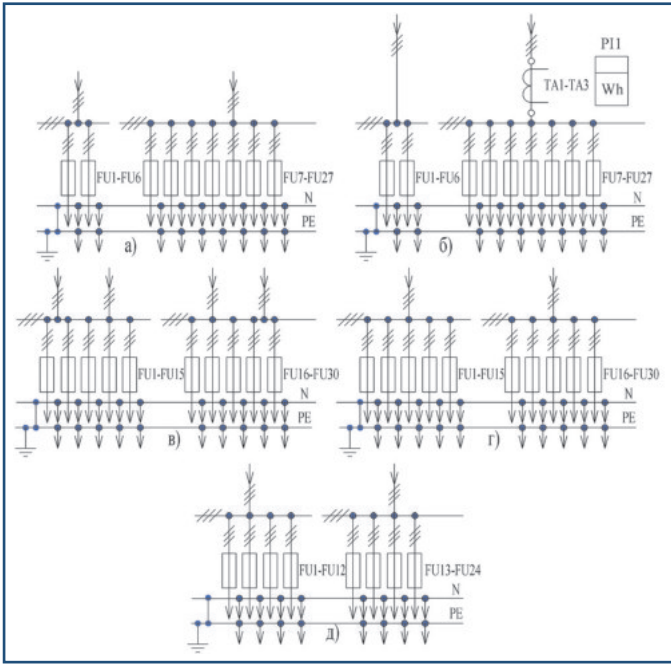 PI1
TA1-TA3
Wh
FU1-FU6
FU7-FU27
N
PE
а)
FU1-FU6
FU7-FU27
N
PE
б)
FU1-FU15
FU16-FU30
N
PE
в)
FU1-FU15
FU16-FU30
N
PE
г)
FU1-FU12
FU13-FU24
N
PE
д)